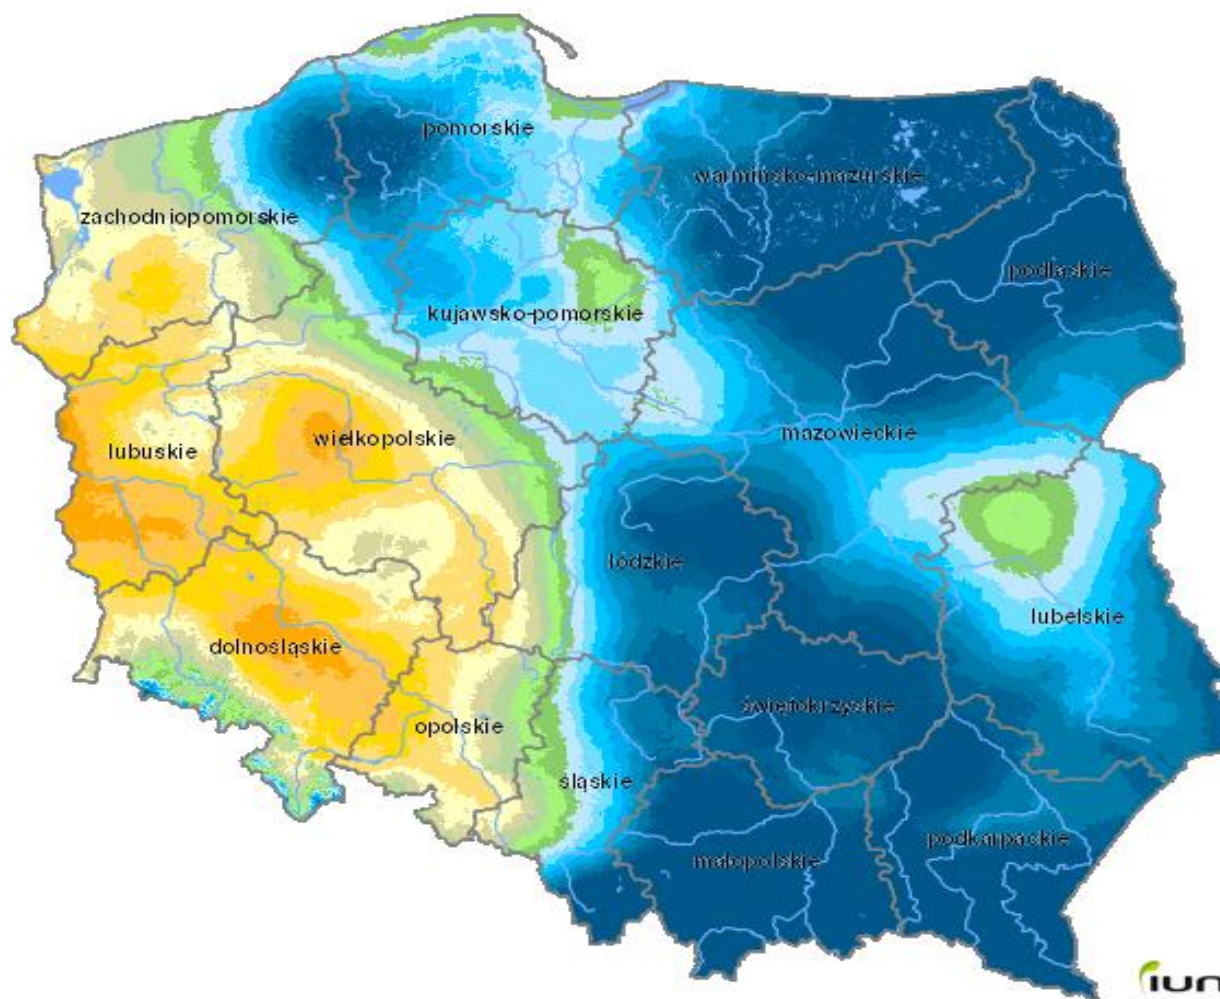 pomorskie
warmińsko-mazurskie
zachodniopomorskie
podlaskie
kujawsko-pomorskie
mazowieckie
wielkopolskie
lubuskie
łódzkie
lubelskie
dolnośląskie
świętokrzyskie
opolskie
śląskie
podkarpackie
małopolskie
iun